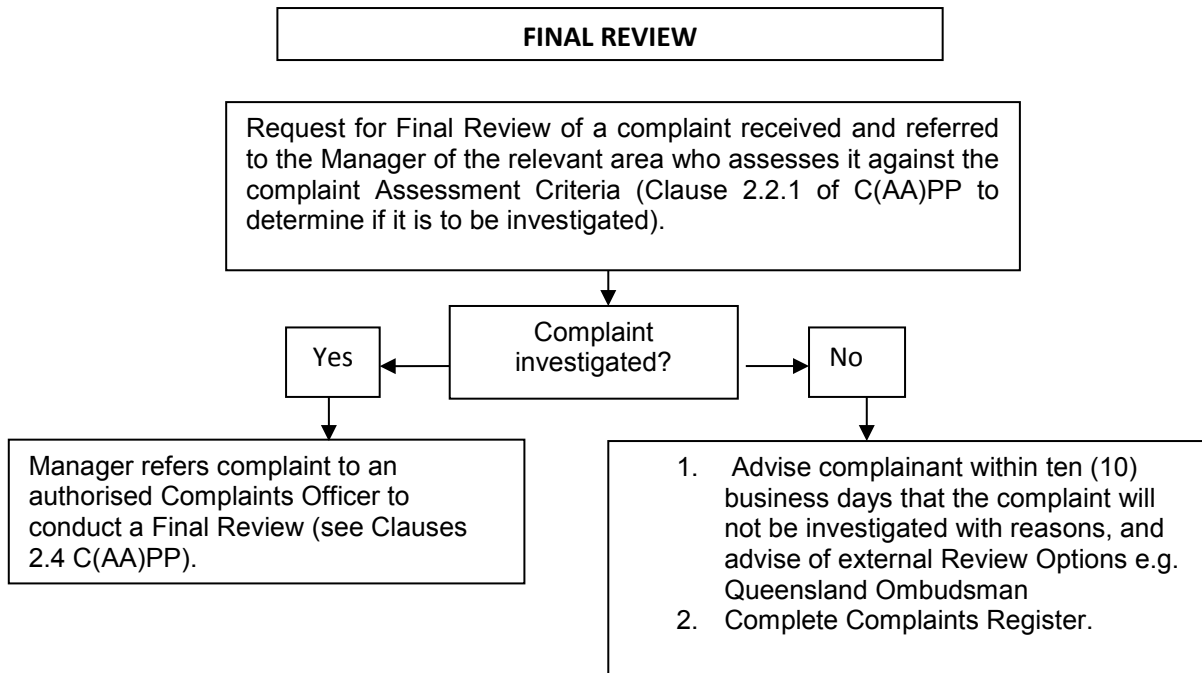 FINAL REVIEW
Request for Final Review of a complaint received and referred
to the Manager of the relevant area who assesses it against the
complaint Assessment Criteria (Clause 2.2.1 of C(AA)PP to
determine if it is to be investigated).
Complaint
investigated?
Yes
No
Manager refers complaint to an
authorised Complaints Officer to
conduct a Final Review (see Clauses
2.4 C(AA)PP).
1. Advise complainant within ten (10)
business days that the complaint will
not be investigated with reasons, and
advise of external Review Options e.g.
Queensland Ombudsman
2. Complete Complaints Register.